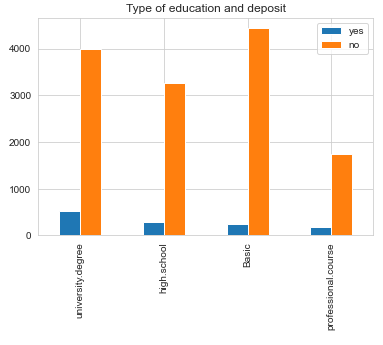 Type of education and deposit
yes
no
4000
3000
2000
1000
0
university.degree
high.school
Basic
professional.course